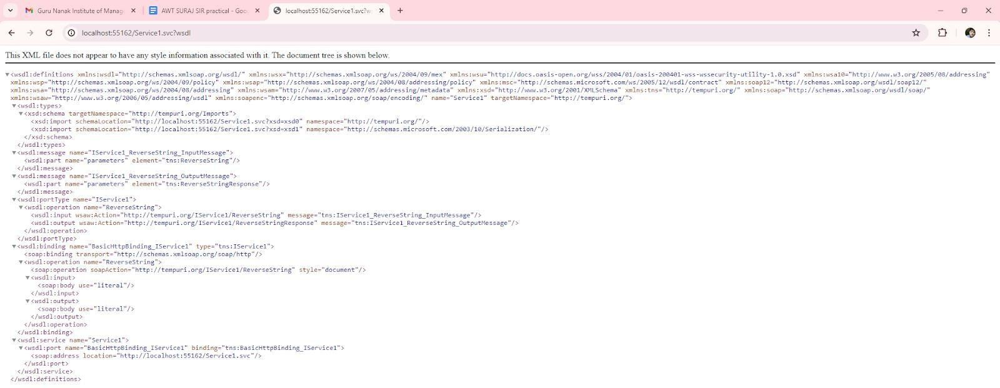 Guru Nanak Institute of Manag
AWT SURAJ SIR practical - Goo
localhost:55162/Service1.svc?w
localhost:55162/Service1.svc?wsdl
This XML file does not appear to have any style information associated with it. The document tree is shown below.
▼<wsdl:definitions xmlns:wsdl="http://schemas.xmlsoap.org/wsdl/" xmlns:wsx="http://schemas.xmlsoap.org/ws/2004/09/mex" xmlns:wsu="http://docs.oasis-open.org/wss/2004/01/oasis-200401-wss-wssecurity-utility-1.0.xsd" xmlns:wsa10="http://www.w3.org/2005/08/addressing"
xmlns:wsp="http://schemas.xmlsoap.org/ws/2004/09/policy" xmlns:wsap="http://schemas.xmlsoap.org/ws/2004/08/addressing/policy" xmlns:msc="http://schemas.microsoft.com/ws/2005/12/wsdl/contract" xmlns:soap12="http://schemas.xmlsoap.org/wsdl/soap12/"
xmlns:wsa="http://schemas.xmlsoap.org/ws/2004/08/addressing" xmlns:wsam="http://www.w3.org/2007/05/addressing/metadata" xmlns:xsd="http://www.w3.org/2001/XMLSchema" xmlns:tns="http://tempuri.org/" xmlns:soap="http://schemas.xmlsoap.org/wsdl/soap/"
xmlns:wsaw="http://www.w3.org/2006/05/addressing/wsdl" xmlns:soapenc="http://schemas.xmlsoap.org/soap/encoding/" name="Service1" targetNamespace="http://tempuri.org/">
▼<wsdl:types>
▼<xsd:schema targetNamespace="http://tempuri.org/Imports">
<xsd:import schemaLocation="http://localhost:55162/Service1.svc?xsd=xsd0" namespace="http://tempuri.org/"/>
<xsd:import schemaLocation="http://localhost:55162/Service1.svc?xsd=xsd1" namespace="http://schemas.microsoft.com/2003/10/Serialization/"/>
</xsd:schema>
</wsdl:types>
▼<wsdl:message name="IService1_ReverseString_InputMessage">
<wsdl:part name="parameters" element="tns:ReverseString"/>
</wsdl:message>
▼<wsdl:message name="IService1_ReverseString_OutputMessage">
<wsdl:part name="parameters" element="tns:ReverseStringResponse"/>
</wsdl:message>
▼<wsdl:portType name="IService1">
▼<wsdl:operation name="ReverseString">
<wsdl:input wsaw:Action="http://tempuri.org/IService1/ReverseString" message="tns:IService1_ReverseString_InputMessage"/>
<wsdl:output wsaw:Action="http://tempuri.org/IService1/ReverseStringResponse" message="tns:IService1_ReverseString_OutputMessage"/>
</wsdl:operation>
</wsdl:portType>
▼<wsdl:binding name="BasicHttpBinding_IService1" type="tns:IService1">
<soap:binding transport="http://schemas.xmlsoap.org/soap/http"/>
▼<wsdl:operation name="ReverseString">
<soap:operation soapAction="http://tempuri.org/IService1/ReverseString" style="document"/>
▼<wsdl:input>
<soap:body use="literal"/>
</wsdl:input>
▼<wsdl:output>
<soap:body use="literal"/>
</wsdl:output>
</wsdl:operation>
</wsdl:binding>
▼<wsdl:service name="Service1">
▼<wsdl:port name="BasicHttpBinding_IService1" binding="tns:BasicHttpBinding_IService1">
<soap:address location="http://localhost:55162/Service1.svc"/>
</wsdl:port>
</wsdl:service>
</wsdl:definitions>